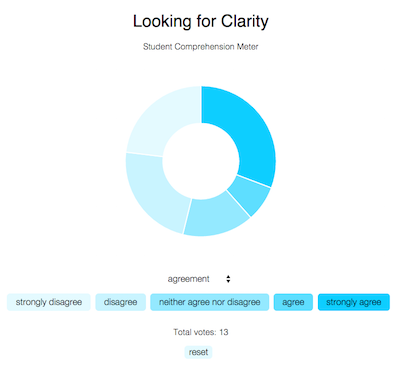 Looking for Clarity
Student Comprehension Meter
agreement
strongly disagree disagree neither agree nor disagree agree strongly agree
Total votes: 13
reset